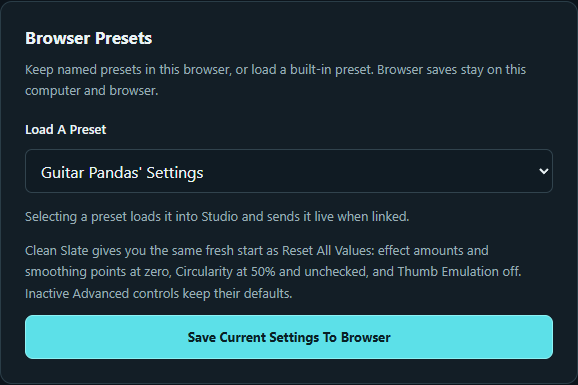 Browser Presets
Keep named presets in this browser, or load a built-in preset. Browser saves stay on this
computer and browser.
Load A Preset
Guitar Pandas' Settings
Selecting a preset loads it into Studio and sends it live when linked.
Clean Slate gives you the same fresh start as Reset All Values: effect amounts and
smoothing points at zero, Circularity at 50% and unchecked, and Thumb Emulation off.
Inactive Advanced controls keep their defaults.
Save Current Settings To Browser